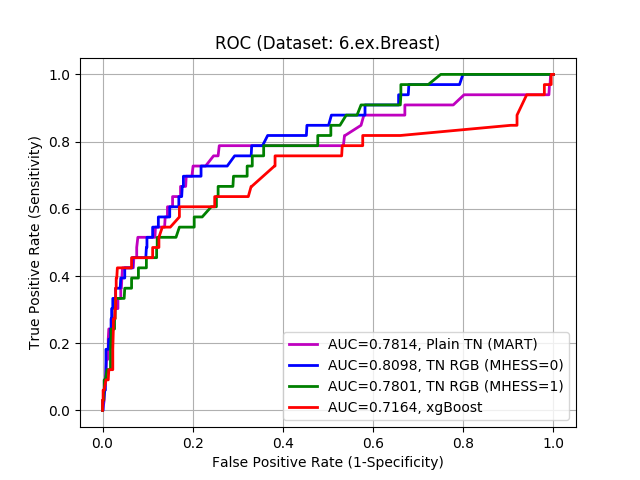 ROC (Dataset: 6.ex.Breast)
True Positive Rate (Sensitivity)
1.0
0.8
0.6
0.4
0.2
0.0
AUC=0.7814, Plain TN (MART)
AUC=0.8098, TN RGB (MHESS=0)
AUC=0.7801, TN RGB (MHESS=1)
AUC=0.7164, xgBoost
0.0 0.2 0.4 0.6 0.8 1.0
False Positive Rate (1-Specificity)